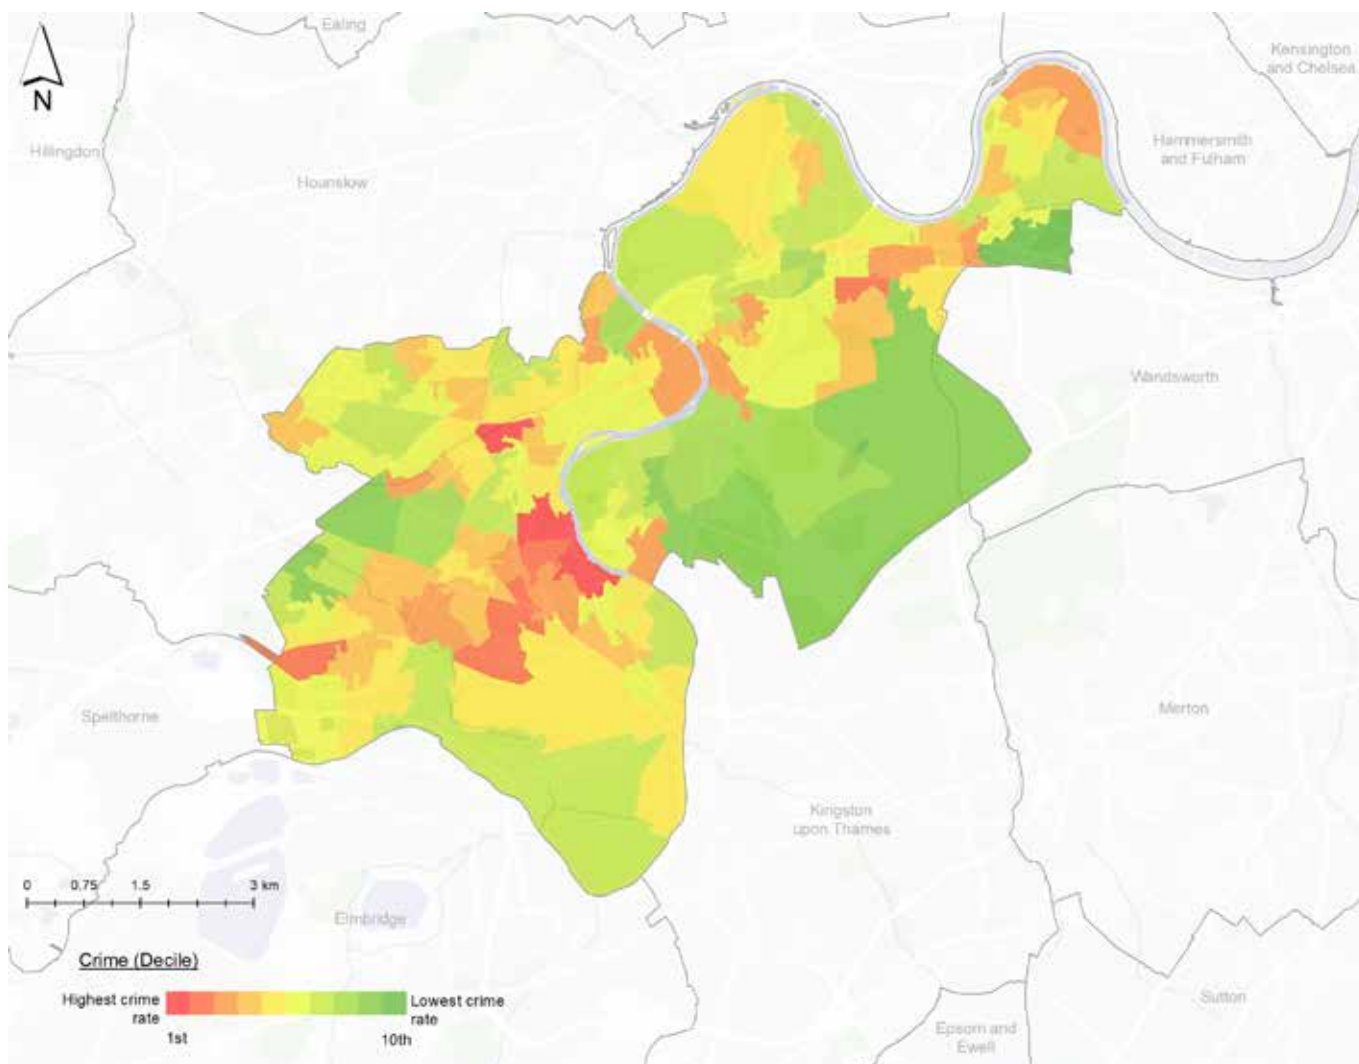 Ealing
Kensington
and Chelsea
N
Hillingdon
Hounslow
Hammersmith
and Fulham
Wandsworth
Spelthorne
Merton
Kingston
upon Thames
0 0.75 1.5 3 km
Elmbridge
Crime (Decile)
Highest crime
rate
Lowest crime
rate
1st
10th
Sutton
Epsom and
Ewell